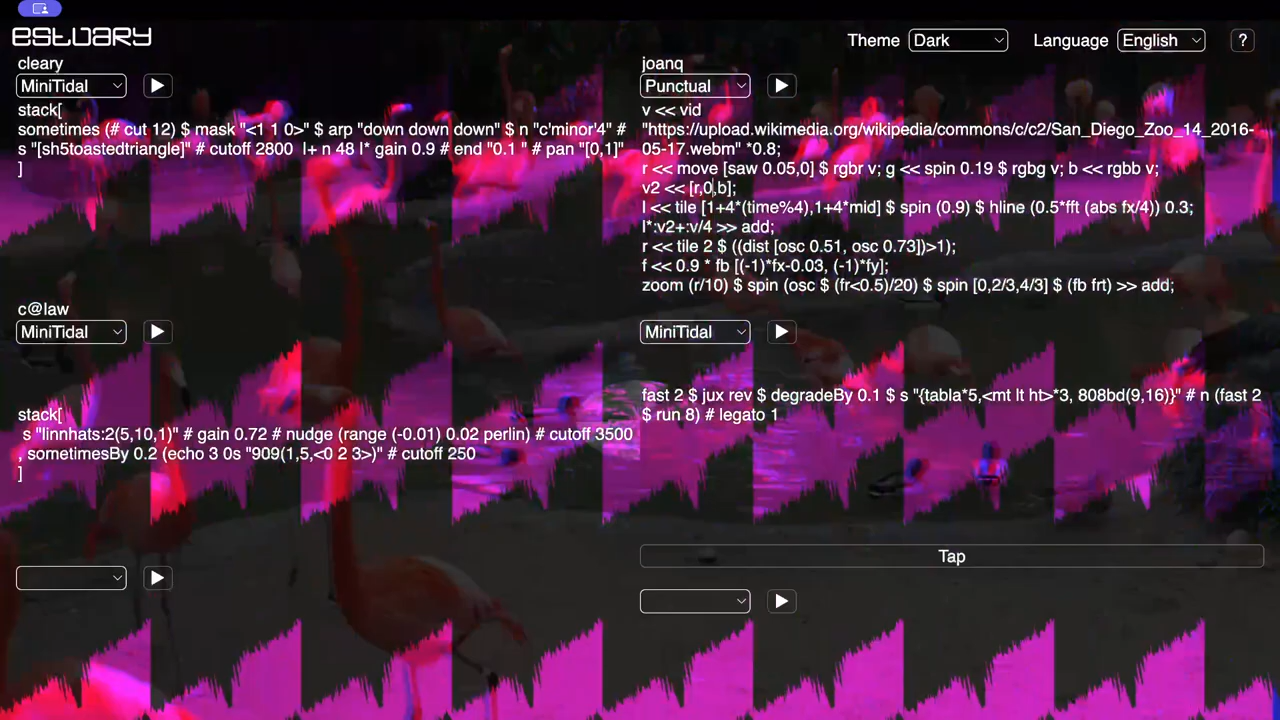 ESTUARY
Theme Dark Language English ?
cleary
MiniTidal
stack[
sometimes (# cut 12) $ mask "<1 1 0>" $ arp "down down down" $ n "c'minor'4" #
s "[sh5toastedtriangle]" # cutoff 2800 |+ n 48 |* gain 0.9 # end "0.1 " # pan "[0,1]"
]
joanq
Punctual
v << vid
"https://upload.wikimedia.org/wikipedia/commons/c/c2/San_Diego_Zoo_14_2016-
05-17.webm" *0.8;
r << move [saw 0.05,0] $ rgbr v; g << spin 0.19 $ rgbg v; b << rgbb v;
v2 << [r,0,b];
l << tile [1+4*(time%4),1+4*mid] $ spin (0.9) $ hline (0.5*fft (abs fx/4)) 0.3;
l*:v2+:v/4 >> add;
r << tile 2 $ ((dist [osc 0.51, osc 0.73])>1);
f << 0.9 * fb [(-1)*fx-0.03, (-1)*fy];
zoom (r/10) $ spin (osc $ (fr<0.5)/20) $ spin [0,2/3,4/3] $ (fb frt) >> add;
c@law
MiniTidal
stack[
s "linnhats:2(5,10,1)" # gain 0.72 # nudge (range (-0.01) 0.02 perlin) # cutoff 3500
, sometimesBy 0.2 (echo 3 0s "909(1,5,<0 2 3>)" # cutoff 250
]
MiniTidal
fast 2 $ jux rev $ degradeBy 0.1 $ s "{tabla*5,<mt lt ht>*3, 808bd(9,16)}" # n (fast 2
$ run 8) # legato 1
Tap